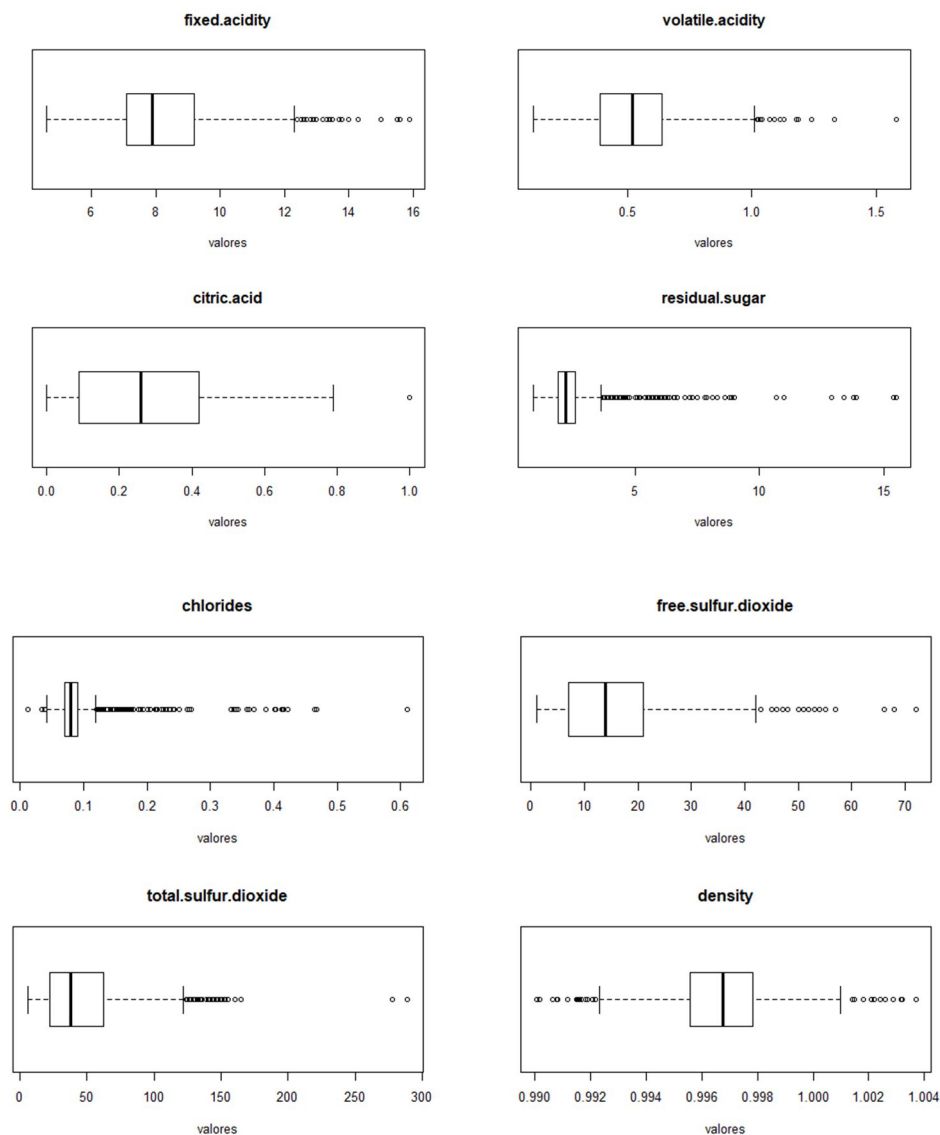 fixed.acidity
6 8 10 12 14 16
valores
volatile.acidity
0.5 1.0 1.5
valores
citric.acid
0.0 0.2 0.4 0.6 0.8 1.0
valores
residual.sugar
5 10 15
valores
chlorides
0.0 0.1 0.2 0.3 0.4 0.5 0.6
valores
free.sulfur.dioxide
0 10 20 30 40 50 60 70
valores
total.sulfur.dioxide
0 50 100 150 200 250 300
valores
density
0.990 0.992 0.994 0.996 0.998 1.000 1.002 1.004
valores